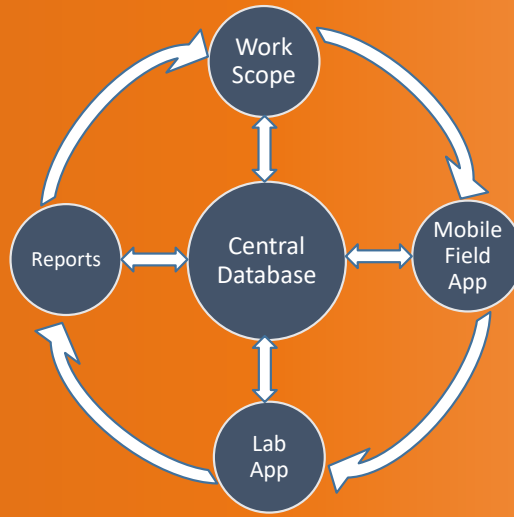 Work
Scope
Reports
Central
Database
Mobile
Field
App
Lab
App